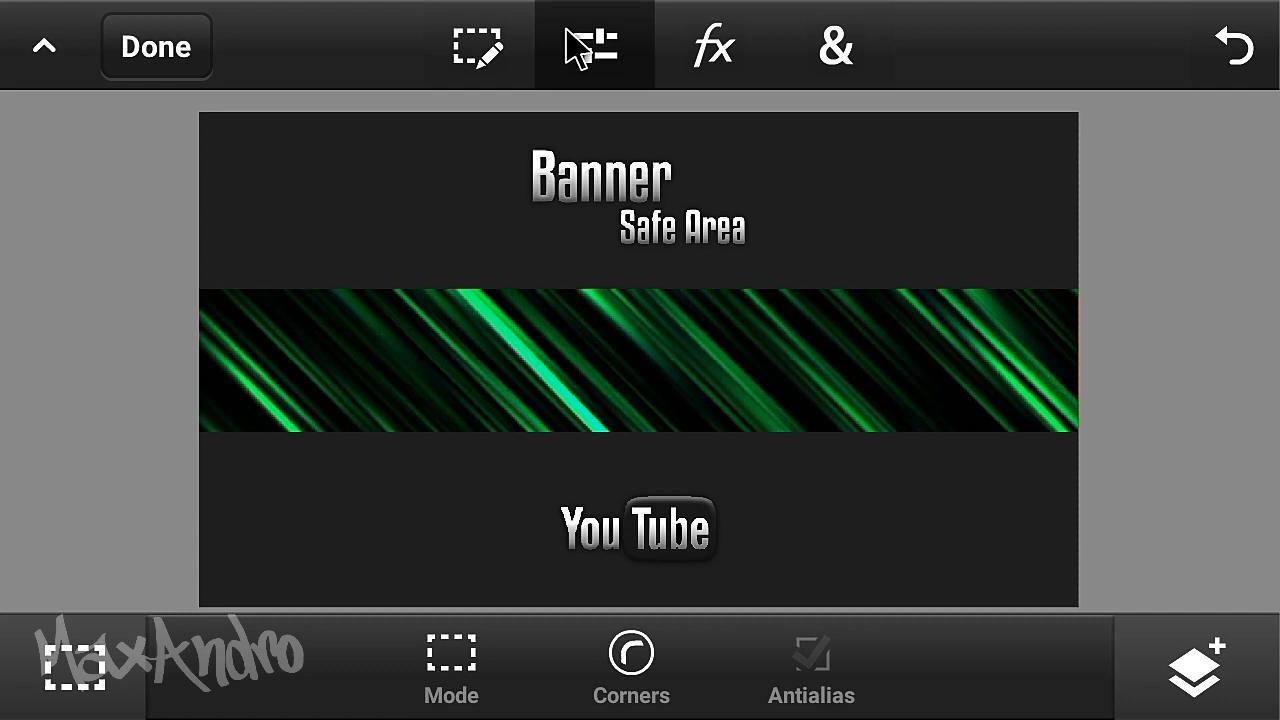 Done
fx
&
Banner
Safe Area
You Tube
MaxAndro
Mode
Corners
Antialias